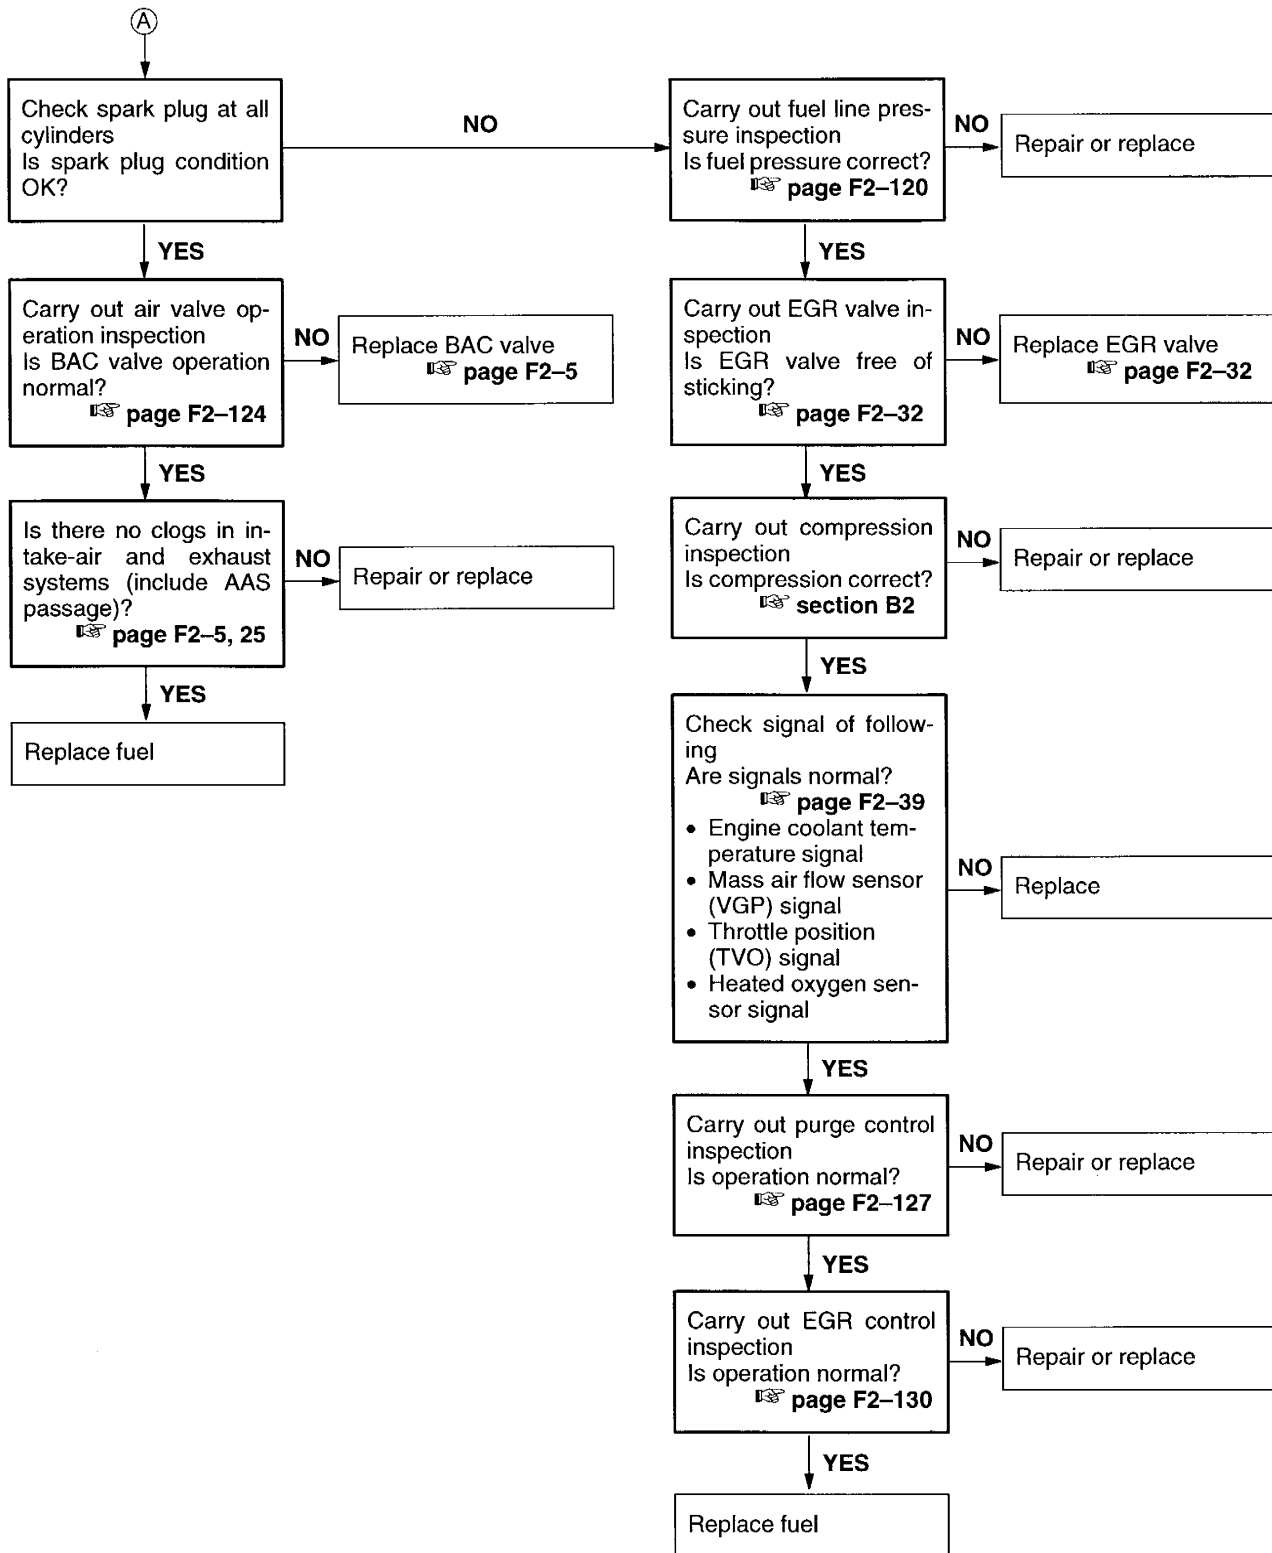 A
Check spark plug at all
cylinders
Is spark plug condition
OK?
NO
Carry out fuel line pres-
sure inspection
Is fuel pressure correct?
☞ page F2–120
NO
Repair or replace
YES
Carry out air valve op-
eration inspection
Is BAC valve operation
normal?
☞ page F2–124
NO
Replace BAC valve
☞ page F2–5
YES
Is there no clogs in in-
take-air and exhaust
systems (include AAS
passage)?
☞ page F2–5, 25
NO
Repair or replace
YES
Replace fuel
YES
Carry out EGR valve in-
spection
Is EGR valve free of
sticking?
☞ page F2–32
NO
Replace EGR valve
☞ page F2–32
YES
Carry out compression
inspection
Is compression correct?
☞ section B2
NO
Repair or replace
YES
Check signal of follow-
ing
Are signals normal?
☞ page F2–39
• Engine coolant tem-
perature signal
• Mass air flow sensor
(VGP) signal
• Throttle position
(TVO) signal
• Heated oxygen sen-
sor signal
NO
Replace
YES
Carry out purge control
inspection
Is operation normal?
☞ page F2–127
NO
Repair or replace
YES
Carry out EGR control
inspection
Is operation normal?
☞ page F2–130
NO
Repair or replace
YES
Replace fuel